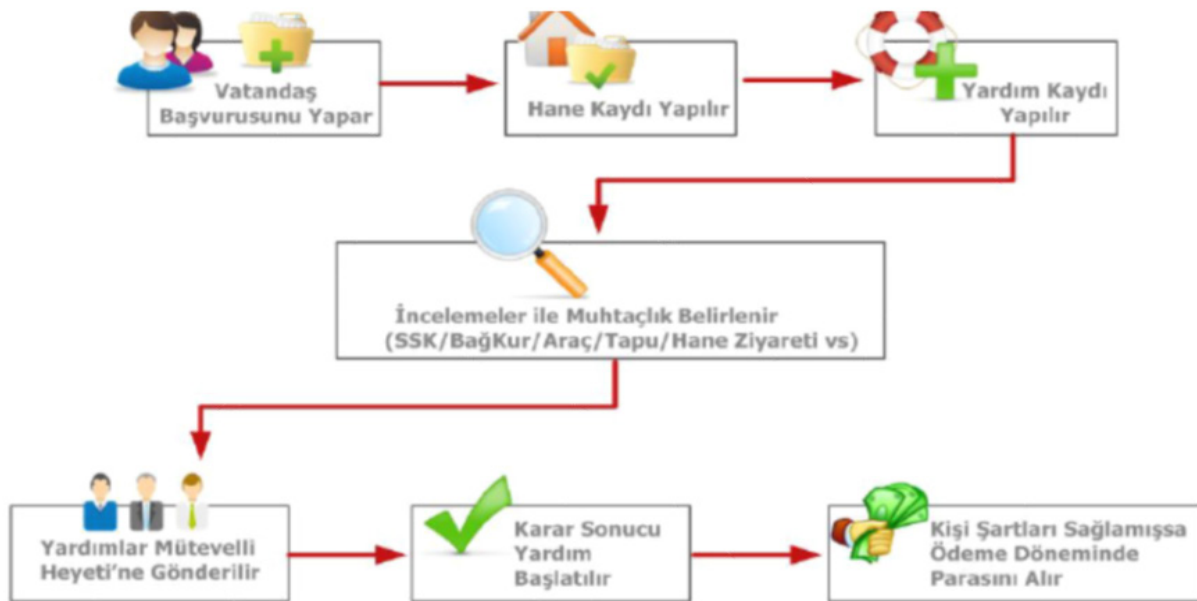 Vatandaş
Başvurusunu Yapar
Hane Kaydı Yapılır
Yardım Kaydı
Yapılır
İncelemeler ile Muhtaçlık Belirlenir
(SSK/BağKur/Araç/Tapu/Hane Ziyareti vs)
Yardımlar Mütevelli
Heyeti'ne Gönderilir
Karar Sonucu
Yardım
Başlatılır
Kişi Şartları Sağlamışsa
Ödeme Döneminde
Parasını Alır